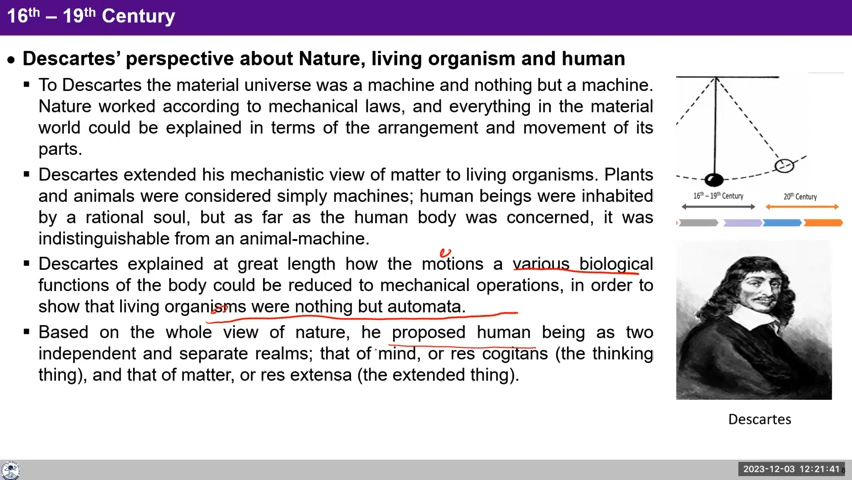 16th – 19th Century
• Descartes' perspective about Nature, living organism and human
▪ To Descartes the material universe was a machine and nothing but a machine.
Nature worked according to mechanical laws, and everything in the material
world could be explained in terms of the arrangement and movement of its
parts.
▪ Descartes extended his mechanistic view of matter to living organisms. Plants
and animals were considered simply machines; human beings were inhabited
by a rational soul, but as far as the human body was concerned, it was
indistinguishable from an animal-machine.
▪ Descartes explained at great length how the motions a various biological
functions of the body could be reduced to mechanical operations, in order to
show that living organisms were nothing but automata.
▪ Based on the whole view of nature, he proposed human being as two
independent and separate realms; that of mind, or res cogitans (the thinking
thing), and that of matter, or res extensa (the extended thing).
16th – 19th Century
20th Century
Descartes
2023-12-03 12:21:41